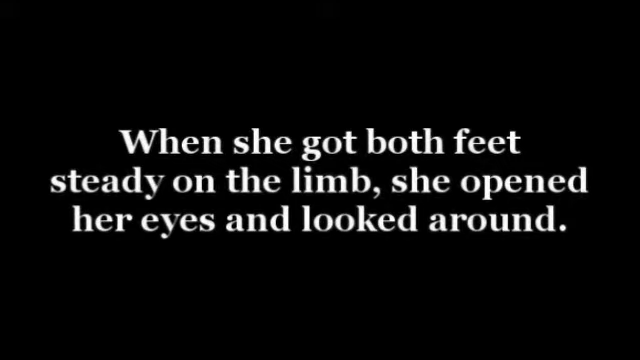 When she got both feet
steady on the limb, she opened
her eyes and looked around.